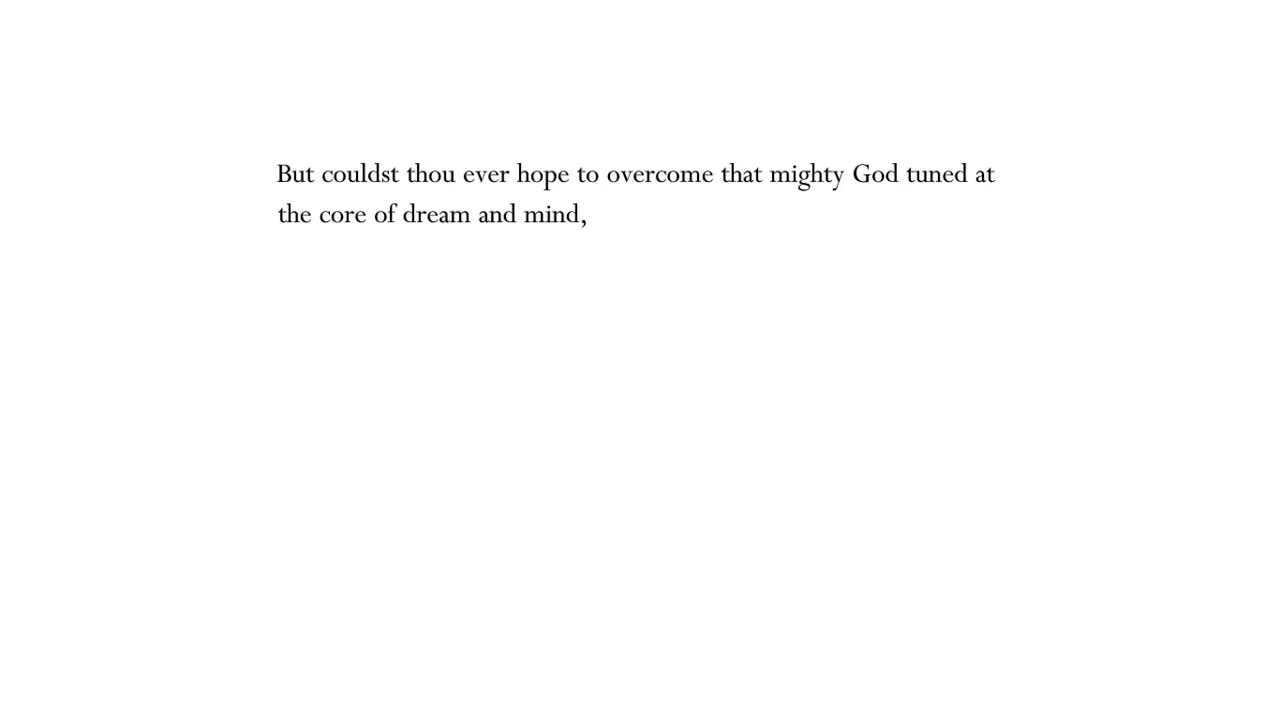 But couldst thou ever hope to overcome that mighty God tuned at
the core of dream and mind,